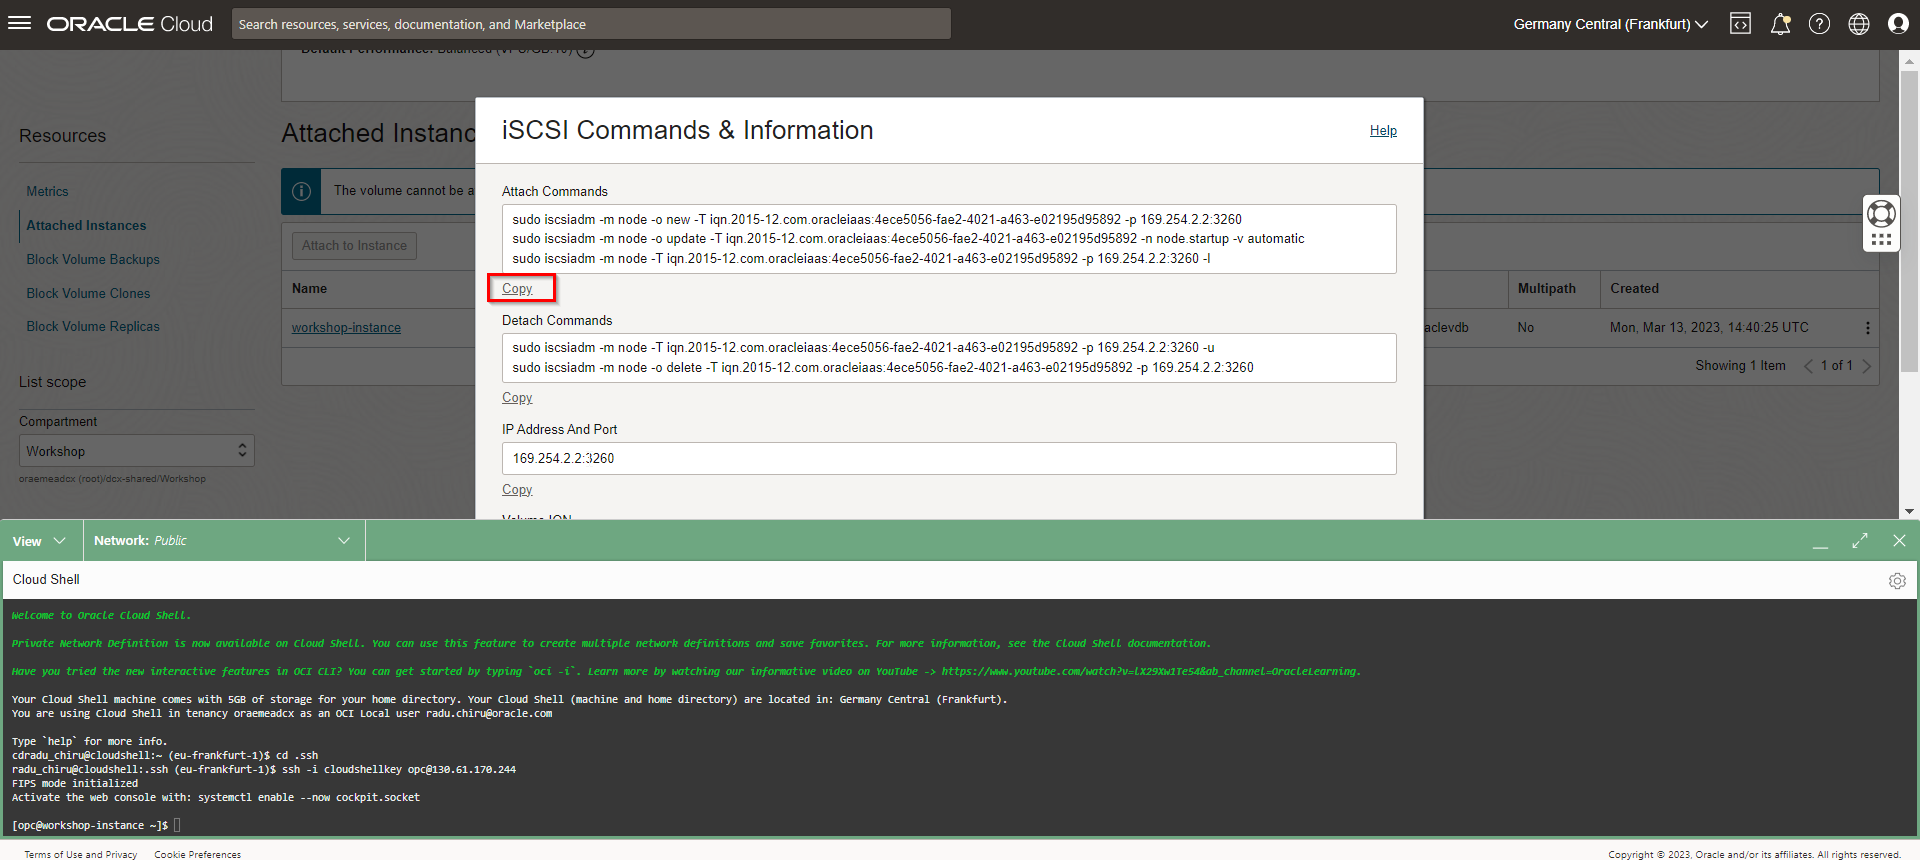 ORACLE Cloud
Search resources, services, documentation, and Marketplace
Germany Central (Frankfurt)
Default Performance: Balanced (VPS/GB:10)
Resources
Metrics
Attached Instances
Block Volume Backups
Block Volume Clones
Block Volume Replicas
List scope
Compartment
Workshop
oraemeadcx (root)/dcx-shared/Workshop
Attached Instanc
The volume cannot be a
Attach to Instance
Name
Multipath
Created
workshop-instance
aclevdb
No
Mon, Mar 13, 2023, 14:40:25 UTC
Showing 1 Item
1 of 1
iSCSI Commands & Information
Help
Attach Commands
sudo iscsiadm -m node -o new -T iqn.2015-12.com.oracleiaas:4ece5056-fae2-4021-a463-e02195d95892 -p 169.254.2.2:3260
sudo iscsiadm -m node -o update -T iqn.2015-12.com.oracleiaas:4ece5056-fae2-4021-a463-e02195d95892 -n node.startup -v automatic
sudo iscsiadm -m node -T iqn.2015-12.com.oracleiaas:4ece5056-fae2-4021-a463-e02195d95892 -p 169.254.2.2:3260 -l
Copy
Detach Commands
sudo iscsiadm -m node -T iqn.2015-12.com.oracleiaas:4ece5056-fae2-4021-a463-e02195d95892 -p 169.254.2.2:3260 -u
sudo iscsiadm -m node -o delete -T iqn.2015-12.com.oracleiaas:4ece5056-fae2-4021-a463-e02195d95892 -p 169.254.2.2:3260
Copy
IP Address And Port
169.254.2.2:3260
Copy
Volume IQN
View
Network: Public
Cloud Shell
Welcome to Oracle Cloud Shell.
Private Network Definition is now available on Cloud Shell. You can use this feature to create multiple network definitions and save favorites. For more information, see the Cloud Shell documentation.
Have you tried the new interactive features in OCI CLI? You can get started by typing `oci -i`. Learn more by watching our informative video on YouTube -> https://www.youtube.com/watch?v=lX29Xw1Te54&ab_channel=OracleLearning.
Your Cloud Shell machine comes with 5GB of storage for your home directory. Your Cloud Shell (machine and home directory) are located in: Germany Central (Frankfurt).
You are using Cloud Shell in tenancy oraemeadcx as an OCI Local user radu.chiru@oracle.com
Type `help` for more info.
cdradu_chiru@cloudshell:~ (eu-frankfurt-1)$ cd .ssh
radu_chiru@cloudshell:.ssh (eu-frankfurt-1)$ ssh -i cloudshellkey opc@130.61.170.244
FIPS mode initialized
Activate the web console with: systemctl enable --now cockpit.socket
[opc@workshop-instance ~]$
Terms of Use and Privacy
Cookie Preferences
Copyright © 2023, Oracle and/or its affiliates. All rights reserved.